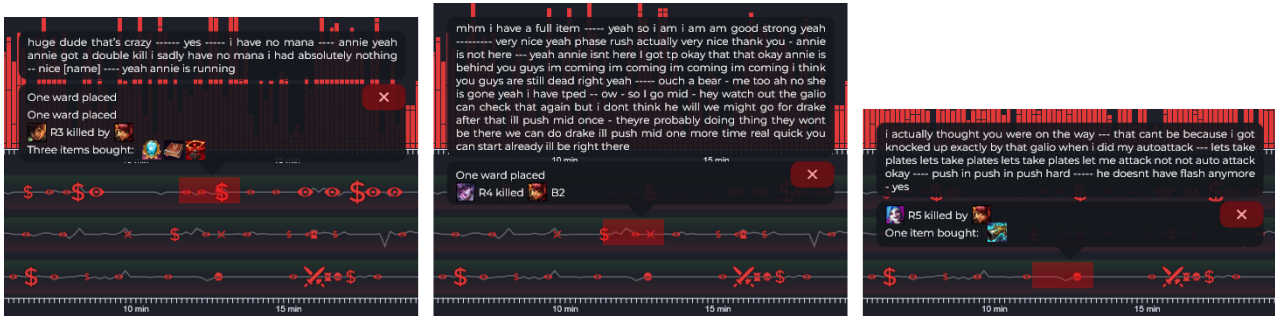 huge dude that's crazy ------ yes ----- i have no mana ---- annie yeah
annie got a double kill i sadly have no mana i had absolutely nothing
-- nice [name] ---- yeah annie is running
One ward placed
One ward placed
R3 killed by
Three items bought:
10 min
15 min
mhm i have a full item ----- yeah so i am i am am good strong yeah
--------- very nice yeah phase rush actually very nice thank you - annie
is not here --- yeah annie isnt here I got tp okay that that okay annie is
behind you guys im coming im coming im coming im coming i think
you guys are still dead right yeah ----- ouch a bear - me too ah no she
is gone yeah i have tped -- ow - so I go mid - hey watch out the galio
can check that again but i dont think he will we might go for drake
after that ill push mid once - theyre probably doing thing they wont
be there we can do drake ill push mid one more time real quick you
can start already ill be right there
10 min
15 min
One ward placed
R4 killed B2
10 min
15 min
i actually thought you were on the way --- that cant be because i got
knocked up exactly by that galio when i did my autoattack --- lets take
plates lets take plates lets take plates let me attack not not auto attack
okay ---- push in push in push hard ----- he doesnt have flash anymore
- yes
R5 killed by
One item bought:
10 min
15 min